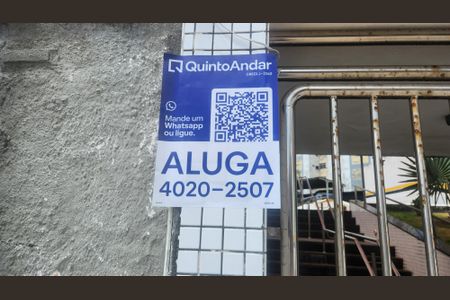 QuintoAndar
Mande um
Whatsapp
ou ligue.
ALUGA
4020-2507